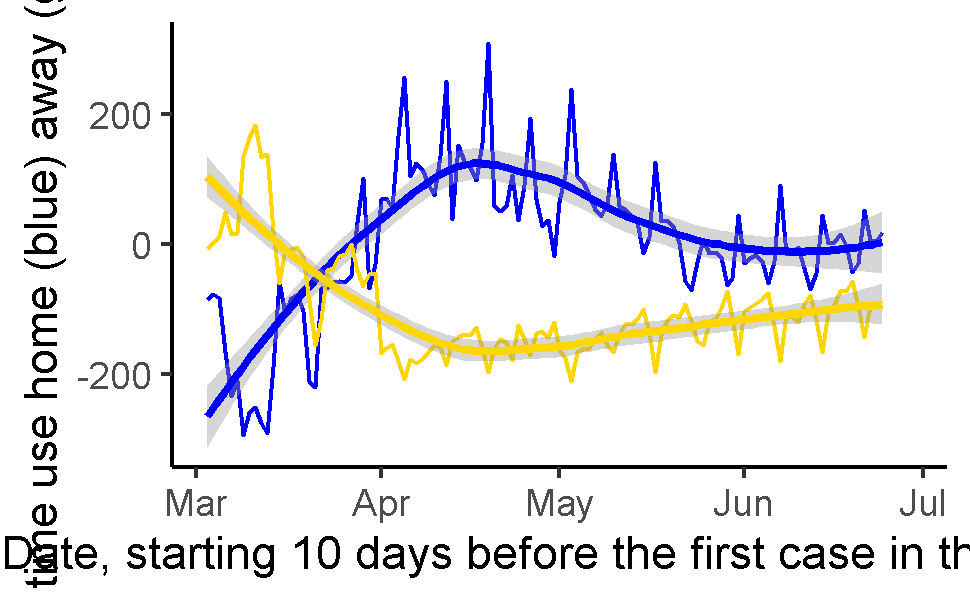 time use home (blue) away (
200
0
-200
Mar Apr May Jun Jul
Date, starting 10 days before the first case in th